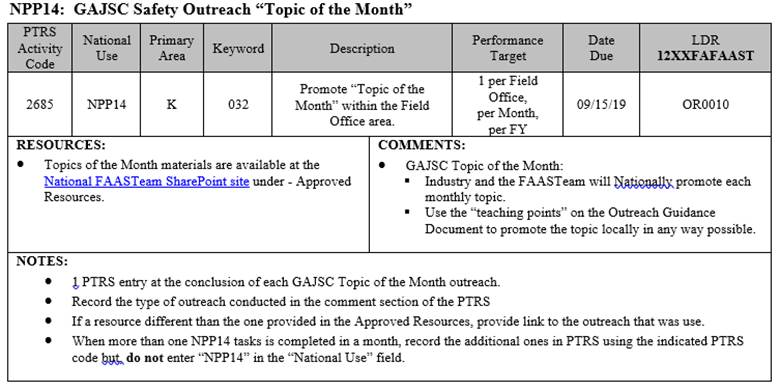 NPP14:  GAJSC Safety Outreach “Topic of the Month”
PTRS
Activity
Code
National
Use
Primary
Area
Keyword
Description
Performance
Target
Date
Due
LDR
12XXFAFAAST
2685
NPP14
K
032
Promote “Topic of the
Month” within the Field
Office area.
1 per Field
Office,
per Month,
per FY
09/15/19
OR0010
RESOURCES:
● Topics of the Month materials are available at the
National FAASTeam SharePoint site under - Approved
Resources.
COMMENTS:
● GAJSC Topic of the Month:
▪ Industry and the FAASTeam will Nationally promote each
monthly topic.
▪ Use the “teaching points” on the Outreach Guidance
Document to promote the topic locally in any way possible.
NOTES:
● 1 PTRS entry at the conclusion of each GAJSC Topic of the Month outreach.
● Record the type of outreach conducted in the comment section of the PTRS
● If a resource different than the one provided in the Approved Resources, provide link to the outreach that was use.
● When more than one NPP14 tasks is completed in a month, record the additional ones in PTRS using the indicated PTRS
code but, do not enter “NPP14” in the “National Use” field.